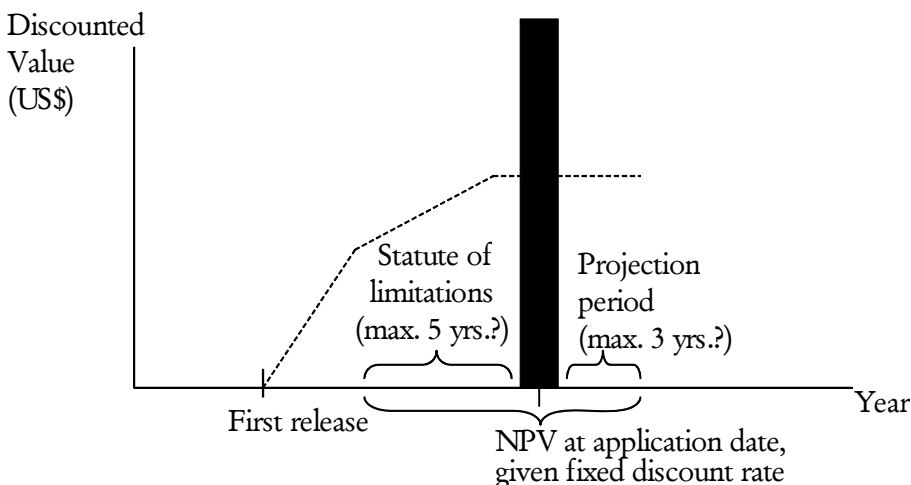 Discounted
Value
(US$)
Statute of
limitations
(max. 5 yrs.?)
Projection
period
(max. 3 yrs.?)
First release
Year
NPV at application date,
given fixed discount rate